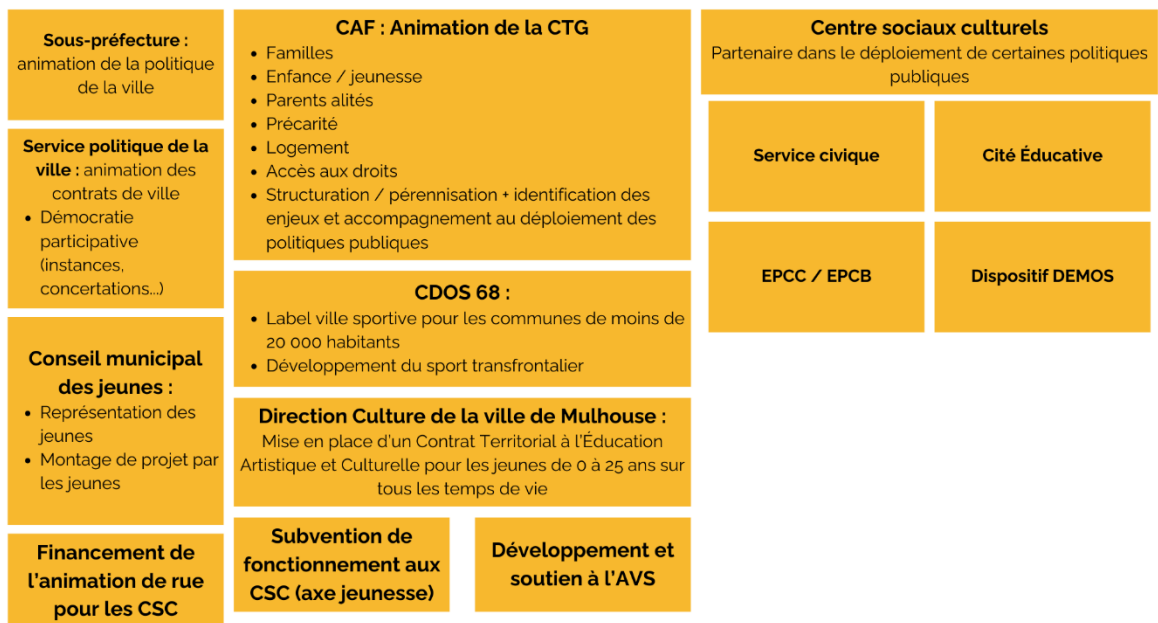 Sous-préfecture :
animation de la politique
de la ville
Service politique de la
ville : animation des
contrats de ville
• Démocratie
participative
(instances,
concertations...)
Conseil municipal
des jeunes :
• Représentation des
jeunes
• Montage de projet par
les jeunes
Financement de
l'animation de rue
pour les CSC
CAF : Animation de la CTG
• Familles
• Enfance / jeunesse
• Parents alités
• Précarité
• Logement
• Accès aux droits
• Structuration / pérennisation + identification des
enjeux et accompagnement au déploiement des
politiques publiques
CDOS 68 :
• Label ville sportive pour les communes de moins de
20 000 habitants
• Développement du sport transfrontalier
Direction Culture de la ville de Mulhouse :
Mise en place d'un Contrat Territorial à l'Éducation
Artistique et Culturelle pour les jeunes de 0 à 25 ans sur
tous les temps de vie
Subvention de
fonctionnement aux
CSC (axe jeunesse)
Développement et
soutien à l'AVS
Centre sociaux culturels
Partenaire dans le déploiement de certaines politiques
publiques
Service civique
Cité Éducative
EPCC / EPCB
Dispositif DEMOS